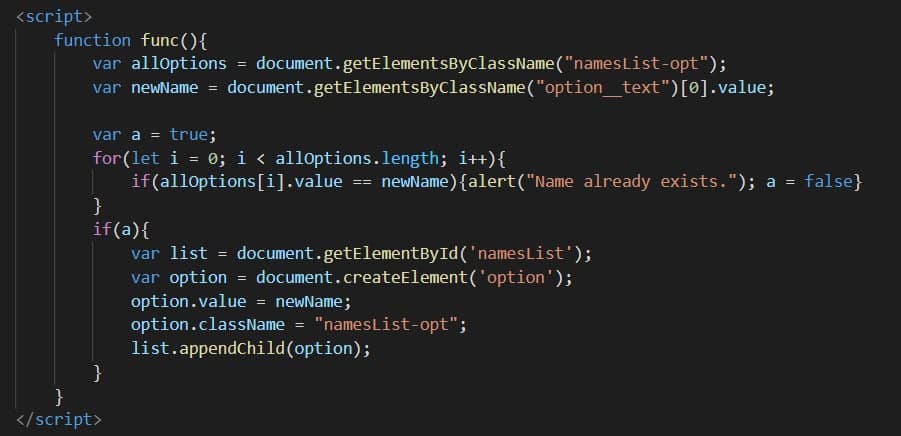 <script>
    function func(){
        var allOptions = document.getElementsByClassName("namesList-opt");
        var newName = document.getElementsByClassName("option__text")[0].value;

        var a = true;
        for(let i = 0; i < allOptions.length; i++){
            if(allOptions[i].value == newName){alert("Name already exists."); a = false}
        }
        if(a){
            var list = document.getElementById('namesList');
            var option = document.createElement('option');
            option.value = newName;
            option.className = "namesList-opt";
            list.appendChild(option);
        }
    }
</script>